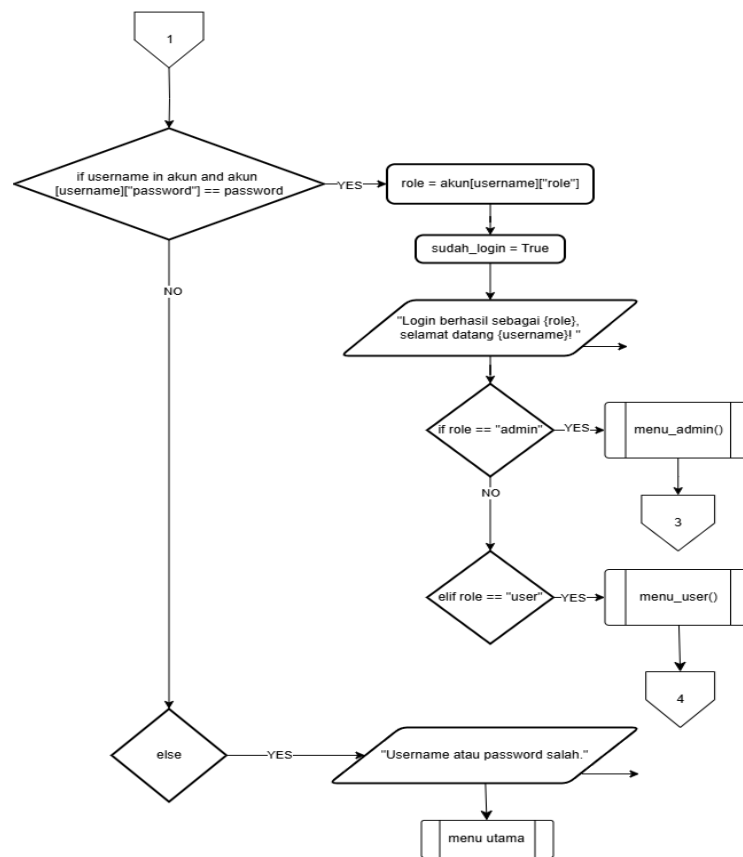 1
if username in akun and akun
[username]["password"] == password
YES
role = akun[username]["role"]
sudah_login = True
NO
"Login berhasil sebagai {role},
selamat datang {username}! "
if role == "admin"
YES
menu_admin()
NO
3
elif role == "user"
YES
menu_user()
4
else
YES
"Username atau password salah."
menu utama